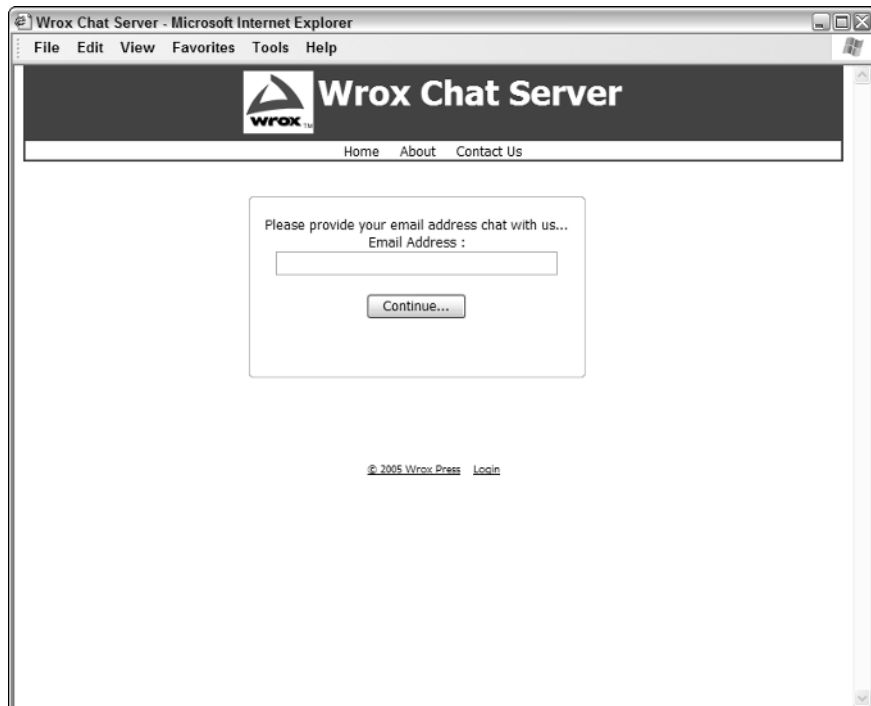 Wrox Chat Server - Microsoft Internet Explorer
File Edit View Favorites Tools Help
wrox TM Wrox Chat Server
Home About Contact Us
Please provide your email address chat with us...
Email Address :
Continue...
© 2005 Wrox Press Login